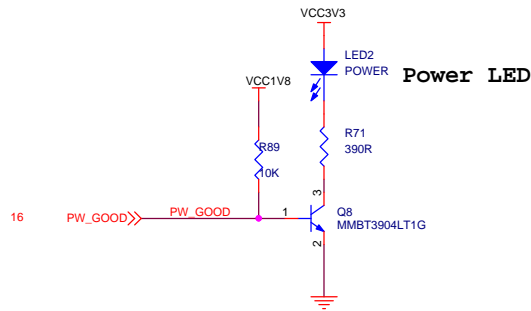 VCC3V3
LED2
POWER
Power LED
VCC1V8
R89
10K
R71
390R
3
16
PW_GOOD
PW_GOOD
1
Q8
MMBT3904LT1G
2